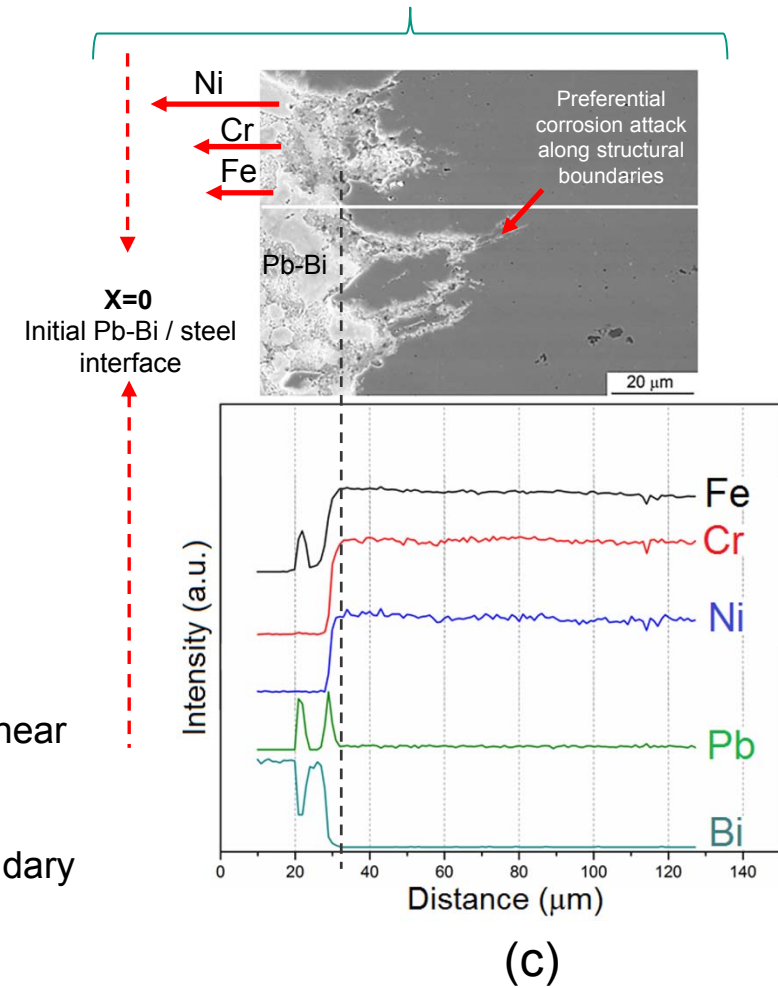 Ni
Cr
Fe
Preferential
corrosion attack
along structural
boundaries
Pb-Bi
X=0
Initial Pb-Bi / steel
interface
20 μm
Fe
Cr
Ni
Pb
Bi
Intensity (a.u.)
near
dary
0 20 40 60 80 100 120 140
Distance (μm)
(c)